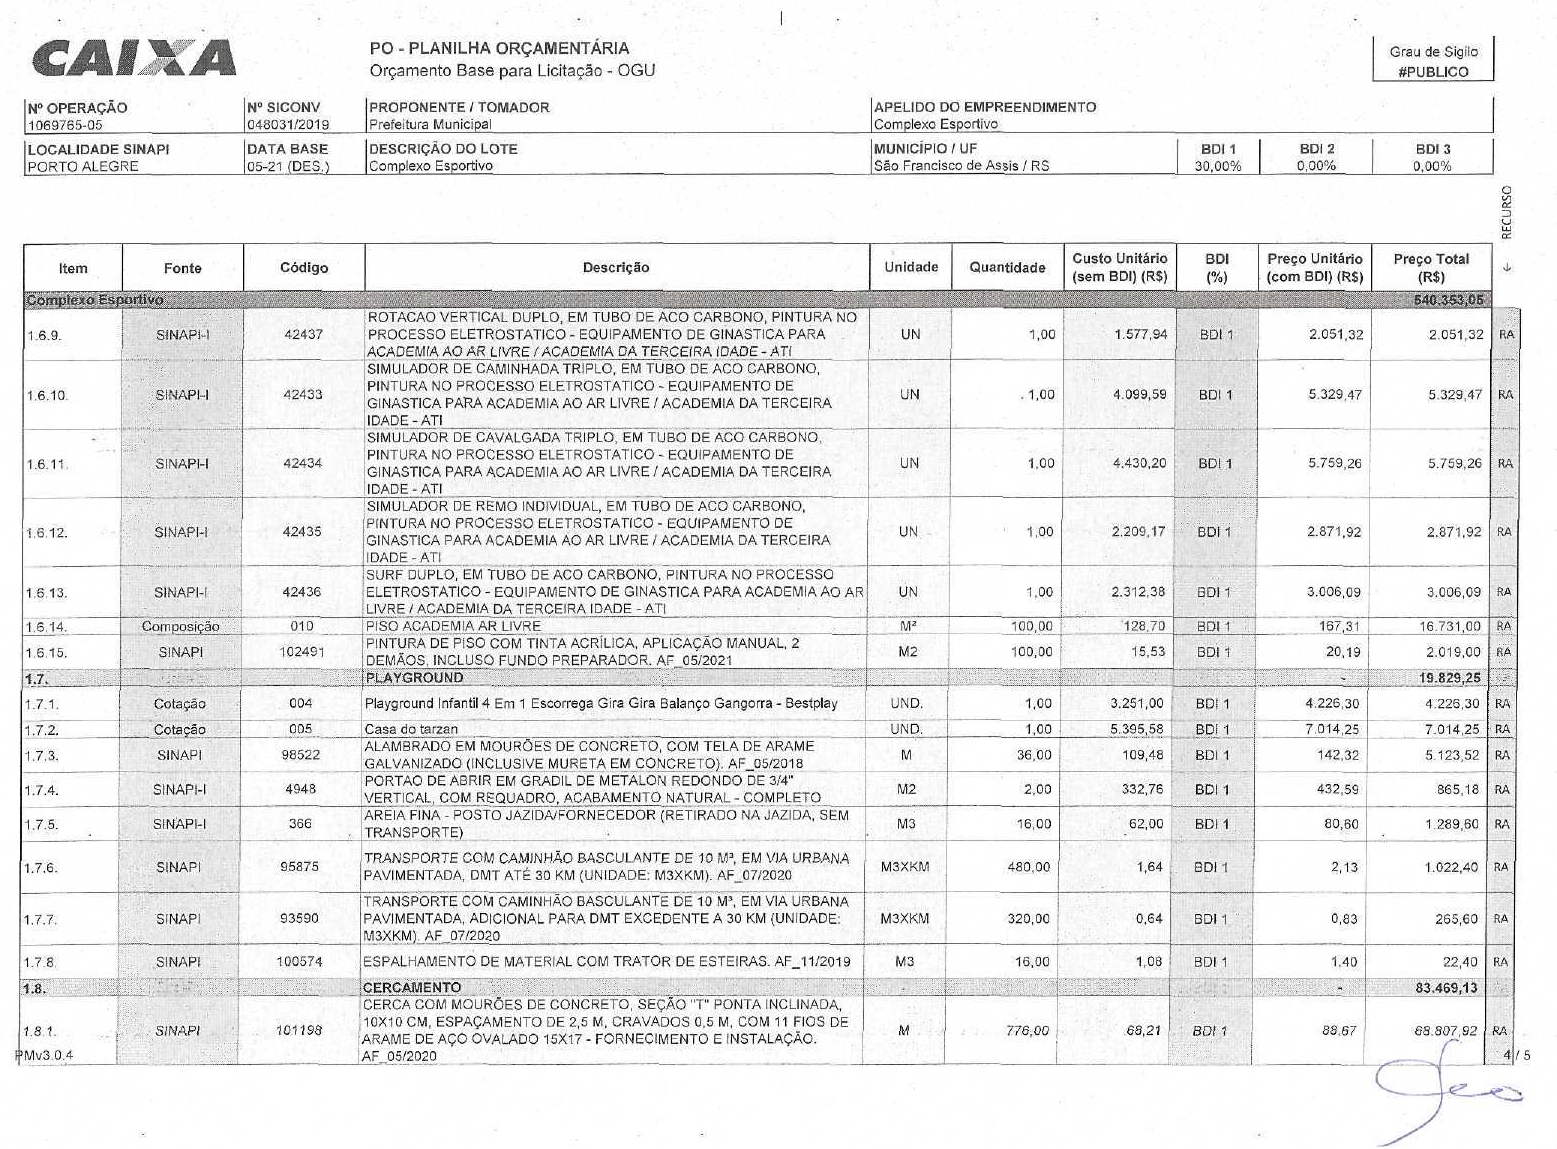 CAIXA
PO - PLANILHA ORÇAMENTÁRIA
Orçamento Base para Licitação - OGU
Grau de Sigilo
#PUBLICO
Nº OPERAÇÃO
1069765-05
Nº SICONV
048031/2019
PROPONENTE / TOMADOR
Prefeitura Municipal
APELIDO DO EMPREENDIMENTO
Complexo Esportivo
LOCALIDADE SINAPI
PORTO ALEGRE
DATA BASE
05-21 (DES.)
DESCRIÇÃO DO LOTE
Complexo Esportivo
MUNICÍPIO / UF
São Francisco de Assis / RS
BDI 1
30,00%
BDI 2
0,00%
BDI 3
0,00%
RECURSO
↓
Item Fonte Código Descrição Unidade Quantidade Custo Unitário (sem BDI) (R$) BDI (%) Preço Unitário (com BDI) (R$) Preço Total (R$)
Complexo Esportivo 540.353,05
1.6.9. SINAPI-I 42437 ROTACAO VERTICAL DUPLO, EM TUBO DE ACO CARBONO, PINTURA NO
PROCESSO ELETROSTATICO - EQUIPAMENTO DE GINASTICA PARA
ACADEMIA AO AR LIVRE / ACADEMIA DA TERCEIRA IDADE - ATI
UN 1,00 1.577,94 BDI 1 2.051,32 2.051,32 RA
1.6.10. SINAPI-I 42433 SIMULADOR DE CAMINHADA TRIPLO, EM TUBO DE ACO CARBONO,
PINTURA NO PROCESSO ELETROSTATICO - EQUIPAMENTO DE
GINASTICA PARA ACADEMIA AO AR LIVRE / ACADEMIA DA TERCEIRA
IDADE - ATI
UN 1,00 4.099,59 BDI 1 5.329,47 5.329,47 RA
1.6.11. SINAPI-I 42434 SIMULADOR DE CAVALGADA TRIPLO, EM TUBO DE ACO CARBONO,
PINTURA NO PROCESSO ELETROSTATICO - EQUIPAMENTO DE
GINASTICA PARA ACADEMIA AO AR LIVRE / ACADEMIA DA TERCEIRA
IDADE - ATI
UN 1,00 4.430,20 BDI 1 5.759,26 5.759,26 RA
1.6.12. SINAPI-I 42435 SIMULADOR DE REMO INDIVIDUAL, EM TUBO DE ACO CARBONO,
PINTURA NO PROCESSO ELETROSTATICO - EQUIPAMENTO DE
GINASTICA PARA ACADEMIA AO AR LIVRE / ACADEMIA DA TERCEIRA
IDADE - ATI
UN 1,00 2.209,17 BDI 1 2.871,92 2.871,92 RA
1.6.13. SINAPI-I 42436 SURF DUPLO, EM TUBO DE ACO CARBONO, PINTURA NO PROCESSO
ELETROSTATICO - EQUIPAMENTO DE GINASTICA PARA ACADEMIA AO AR
LIVRE / ACADEMIA DA TERCEIRA IDADE - ATI
UN 1,00 2.312,38 BDI 1 3.006,09 3.006,09 RA
1.6.14. Composição 010 PISO ACADEMIA AR LIVRE M² 100,00 128,70 BDI 1 167,31 16.731,00 RA
1.6.15. SINAPI 102491 PINTURA DE PISO COM TINTA ACRÍLICA, APLICAÇÃO MANUAL, 2
DEMÃOS, INCLUSO FUNDO PREPARADOR. AF_05/2021
M2 100,00 15,53 BDI 1 20,19 2.019,00 RA
1.7. PLAYGROUND - 19.829,25
1.7.1. Cotação 004 Playground Infantil 4 Em 1 Escorrega Gira Gira Balanço Gangorra - Bestplay UND. 1,00 3.251,00 BDI 1 4.226,30 4.226,30 RA
1.7.2. Cotação 005 Casa do tarzan UND. 1,00 5.395,58 BDI 1 7.014,25 7.014,25 RA
1.7.3. SINAPI 98522 ALAMBRADO EM MOURÕES DE CONCRETO, COM TELA DE ARAME
GALVANIZADO (INCLUSIVE MURETA EM CONCRETO). AF_05/2018
M 36,00 109,48 BDI 1 142,32 5.123,52 RA
1.7.4. SINAPI-I 4948 PORTAO DE ABRIR EM GRADIL DE METALON REDONDO DE 3/4"
VERTICAL, COM REQUADRO, ACABAMENTO NATURAL - COMPLETO
M2 2,00 332,76 BDI 1 432,59 865,18 RA
1.7.5. SINAPI-I 366 AREIA FINA - POSTO JAZIDA/FORNECEDOR (RETIRADO NA JAZIDA, SEM
TRANSPORTE)
M3 16,00 62,00 BDI 1 80,60 1.289,60 RA
1.7.6. SINAPI 95875 TRANSPORTE COM CAMINHÃO BASCULANTE DE 10 M³, EM VIA URBANA
PAVIMENTADA, DMT ATÉ 30 KM (UNIDADE: M3XKM). AF_07/2020
M3XKM 480,00 1,64 BDI 1 2,13 1.022,40 RA
1.7.7. SINAPI 93590 TRANSPORTE COM CAMINHÃO BASCULANTE DE 10 M³, EM VIA URBANA
PAVIMENTADA, ADICIONAL PARA DMT EXCEDENTE A 30 KM (UNIDADE:
M3XKM). AF_07/2020
M3XKM 320,00 0,64 BDI 1 0,83 265,60 RA
1.7.8. SINAPI 100574 ESPALHAMENTO DE MATERIAL COM TRATOR DE ESTEIRAS. AF_11/2019 M3 16,00 1,08 BDI 1 1,40 22,40 RA
1.8. CERCAMENTO - 83.469,13
1.8.1. SINAPI 101198 CERCA COM MOURÕES DE CONCRETO, SEÇÃO "T" PONTA INCLINADA,
10X10 CM, ESPAÇAMENTO DE 2,5 M, CRAVADOS 0,5 M, COM 11 FIOS DE
ARAME DE AÇO OVALADO 15X17 - FORNECIMENTO E INSTALAÇÃO.
AF_05/2020
M 776,00 68,21 BDI 1 88,67 68.807,92 RA
PMv3.0.4
4 / 5